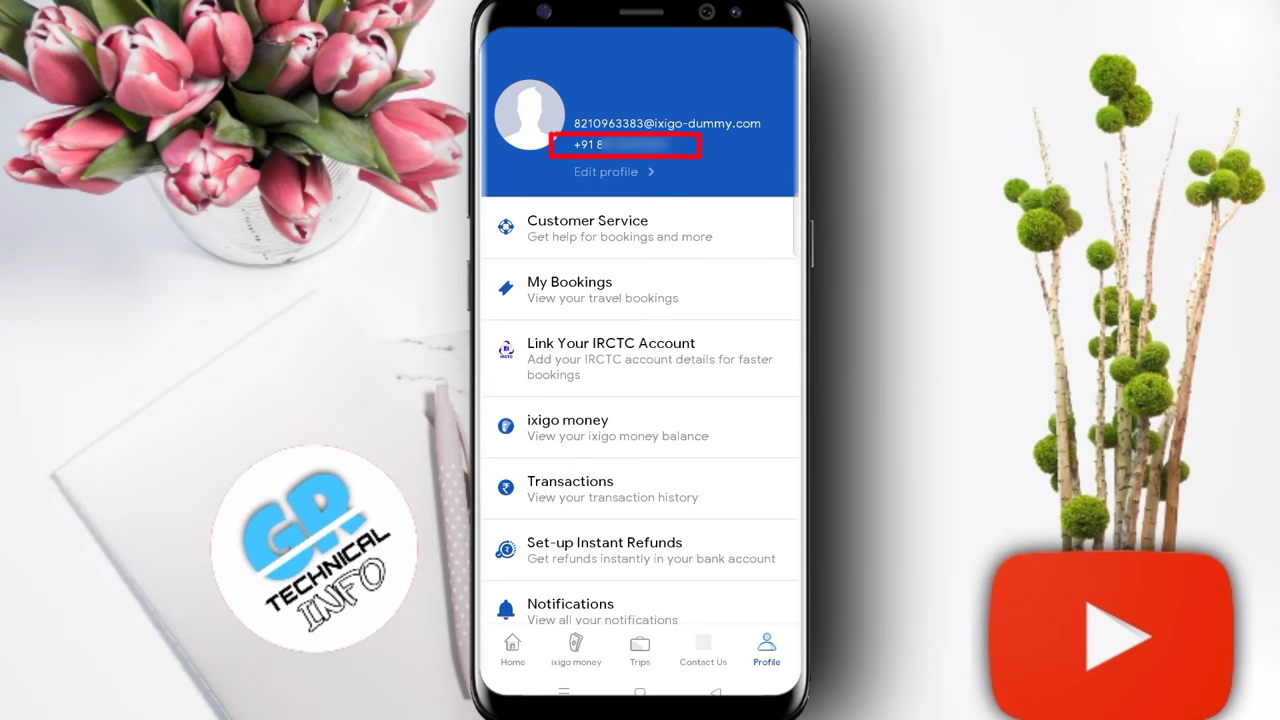 8210963383@ixigo-dummy.com
+91 8
Edit profile >
Customer Service
Get help for bookings and more
My Bookings
View your travel bookings
Link Your IRCTC Account
Add your IRCTC account details for faster
bookings
IRCTC
ixigo money
View your ixigo money balance
Transactions
View your transaction history
Set-up Instant Refunds
Get refunds instantly in your bank account
Notifications
View all your notifications
Home
ixigo money
Trips
Contact Us
Profile
GR
TECHNICAL
INFO